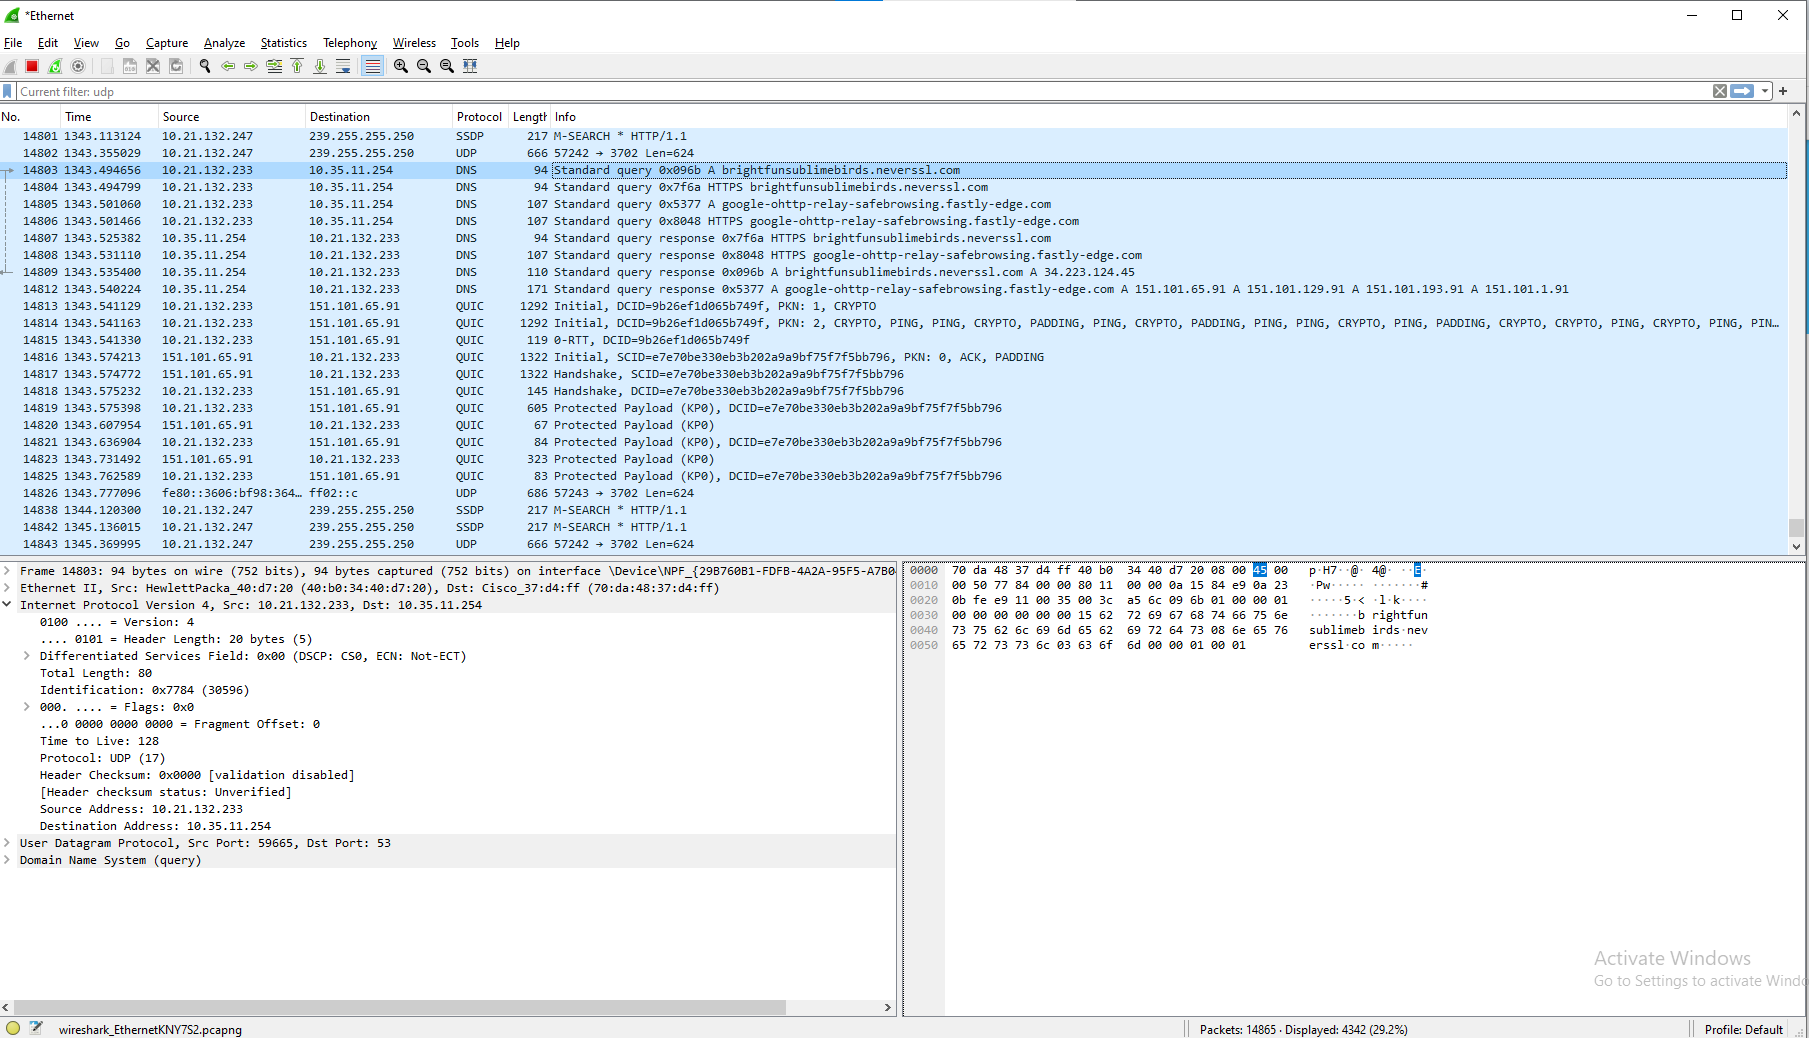 *Ethernet
File Edit View Go Capture Analyze Statistics Telephony Wireless Tools Help
Current filter: udp
No. Time Source Destination Protocol Length Info
14801 1343.113124 10.21.132.247 239.255.255.250 SSDP 217 M-SEARCH * HTTP/1.1
14802 1343.355029 10.21.132.247 239.255.255.250 UDP 666 57242 → 3702 Len=624
14803 1343.494656 10.21.132.233 10.35.11.254 DNS 94 Standard query 0x096b A brightfunsublimebirds.neverssl.com
14804 1343.494799 10.21.132.233 10.35.11.254 DNS 94 Standard query 0x7f6a HTTPS brightfunsublimebirds.neverssl.com
14805 1343.501060 10.21.132.233 10.35.11.254 DNS 107 Standard query 0x5377 A google-ohttp-relay-safebrowsing.fastly-edge.com
14806 1343.501466 10.21.132.233 10.35.11.254 DNS 107 Standard query 0x8048 HTTPS google-ohttp-relay-safebrowsing.fastly-edge.com
14807 1343.525382 10.35.11.254 10.21.132.233 DNS 94 Standard query response 0x7f6a HTTPS brightfunsublimebirds.neverssl.com
14808 1343.531110 10.35.11.254 10.21.132.233 DNS 107 Standard query response 0x8048 HTTPS google-ohttp-relay-safebrowsing.fastly-edge.com
14809 1343.535400 10.35.11.254 10.21.132.233 DNS 110 Standard query response 0x096b A brightfunsublimebirds.neverssl.com A 34.223.124.45
14812 1343.540224 10.35.11.254 10.21.132.233 DNS 171 Standard query response 0x5377 A google-ohttp-relay-safebrowsing.fastly-edge.com A 151.101.65.91 A 151.101.129.91 A 151.101.193.91 A 151.101.1.91
14813 1343.541129 10.21.132.233 151.101.65.91 QUIC 1292 Initial, DCID=9b26ef1d065b749f, PKN: 1, CRYPTO
14814 1343.541163 10.21.132.233 151.101.65.91 QUIC 1292 Initial, DCID=9b26ef1d065b749f, PKN: 2, CRYPTO, PING, PING, CRYPTO, PADDING, PING, CRYPTO, PADDING, PING, PING, CRYPTO, PING, PADDING, CRYPTO, CRYPTO, PING, CRYPTO, PING, PIN…
14815 1343.541330 10.21.132.233 151.101.65.91 QUIC 119 0-RTT, DCID=9b26ef1d065b749f
14816 1343.574213 151.101.65.91 10.21.132.233 QUIC 1322 Initial, SCID=e7e70be330eb3b202a9a9bf75f7f5bb796, PKN: 0, ACK, PADDING
14817 1343.574772 151.101.65.91 10.21.132.233 QUIC 1322 Handshake, SCID=e7e70be330eb3b202a9a9bf75f7f5bb796
14818 1343.575232 10.21.132.233 151.101.65.91 QUIC 145 Handshake, DCID=e7e70be330eb3b202a9a9bf75f7f5bb796
14819 1343.575398 10.21.132.233 151.101.65.91 QUIC 605 Protected Payload (KP0), DCID=e7e70be330eb3b202a9a9bf75f7f5bb796
14820 1343.607954 151.101.65.91 10.21.132.233 QUIC 67 Protected Payload (KP0)
14821 1343.636904 10.21.132.233 151.101.65.91 QUIC 84 Protected Payload (KP0), DCID=e7e70be330eb3b202a9a9bf75f7f5bb796
14823 1343.731492 151.101.65.91 10.21.132.233 QUIC 323 Protected Payload (KP0)
14825 1343.762589 10.21.132.233 151.101.65.91 QUIC 83 Protected Payload (KP0), DCID=e7e70be330eb3b202a9a9bf75f7f5bb796
14826 1343.777096 fe80::3606:bf98:364… ff02::c UDP 686 57243 → 3702 Len=624
14838 1344.120300 10.21.132.247 239.255.255.250 SSDP 217 M-SEARCH * HTTP/1.1
14842 1345.136015 10.21.132.247 239.255.255.250 SSDP 217 M-SEARCH * HTTP/1.1
14843 1345.369995 10.21.132.247 239.255.255.250 UDP 666 57242 → 3702 Len=624
Frame 14803: 94 bytes on wire (752 bits), 94 bytes captured (752 bits) on interface \Device\NPF_{29B760B1-FDFB-4A2A-95F5-A7B0
Ethernet II, Src: HewlettPacka_40:d7:20 (40:b0:34:40:d7:20), Dst: Cisco_37:d4:ff (70:da:48:37:d4:ff)
Internet Protocol Version 4, Src: 10.21.132.233, Dst: 10.35.11.254
0100 .... = Version: 4
.... 0101 = Header Length: 20 bytes (5)
Differentiated Services Field: 0x00 (DSCP: CS0, ECN: Not-ECT)
Total Length: 80
Identification: 0x7784 (30596)
000. .... = Flags: 0x0
...0 0000 0000 0000 = Fragment Offset: 0
Time to Live: 128
Protocol: UDP (17)
Header Checksum: 0x0000 [validation disabled]
[Header checksum status: Unverified]
Source Address: 10.21.132.233
Destination Address: 10.35.11.254
User Datagram Protocol, Src Port: 59665, Dst Port: 53
Domain Name System (query)
0000 70 da 48 37 d4 ff 40 b0 34 40 d7 20 08 00 45 00 p·H7··@· 4@· ··E·
0010 00 50 77 84 00 00 80 11 00 00 0a 15 84 e9 0a 23 ·Pw····· ·······#
0020 0b fe e9 11 00 35 00 3c a5 6c 09 6b 01 00 00 01 ·····5·< ·l·k····
0030 00 00 00 00 00 00 15 62 72 69 67 68 74 66 75 6e ·······b rightfun
0040 73 75 62 6c 69 6d 65 62 69 72 64 73 08 6e 65 76 sublimeb irds·nev
0050 65 72 73 73 6c 03 63 6f 6d 00 00 01 00 01 erssl·co m·····
Activate Windows
Go to Settings to activate Windo
wireshark_EthernetKNY7S2.pcapng
Packets: 14865 · Displayed: 4342 (29.2%)
Profile: Default